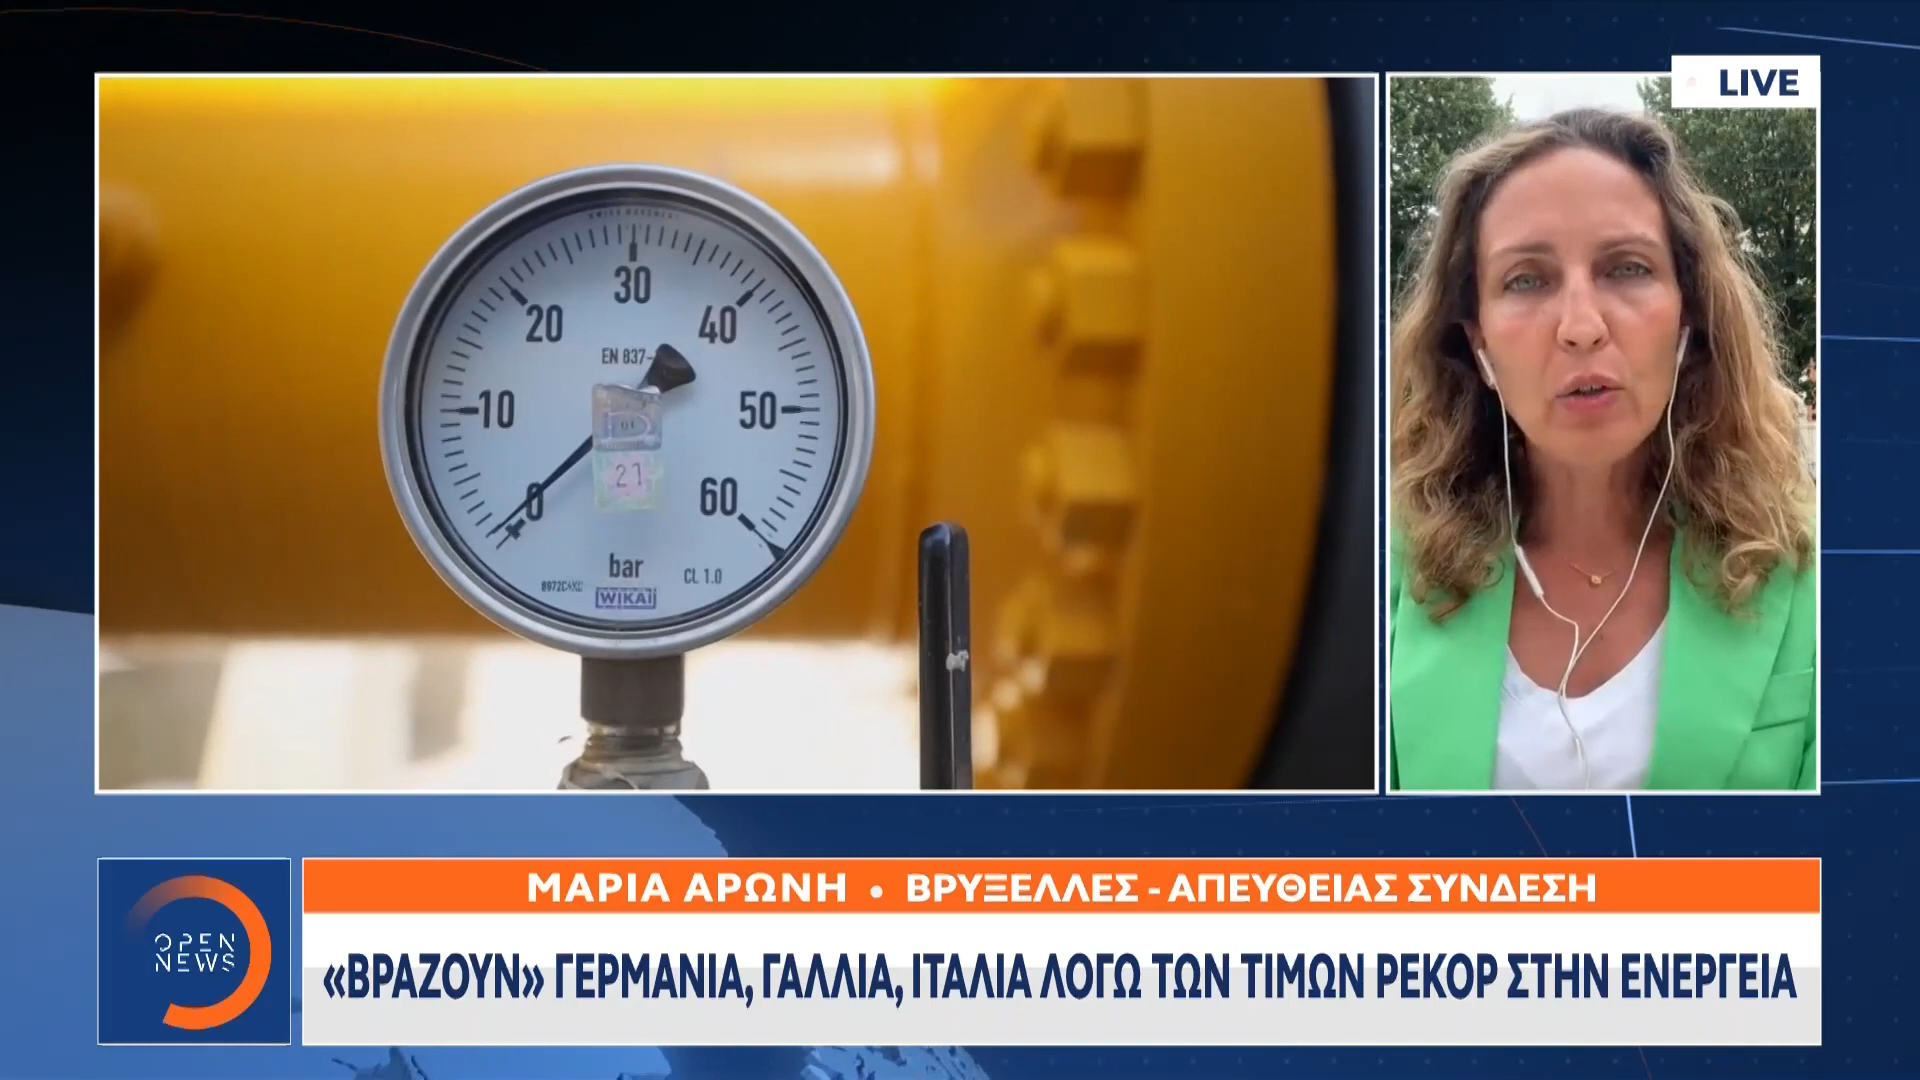 LIVE
30
20
40
EN 837-
10
50
21
0
60
bar
CL 1.0
WIKAI
ΜΑΡΙΑ ΑΡΩΝΗ • ΒΡΥΞΕΛΛΕΣ - ΑΠΕΥΘΕΙΑΣ ΣΥΝΔΕΣΗ
OPEN
NEWS
«ΒΡΑΖΟΥΝ» ΓΕΡΜΑΝΙΑ, ΓΑΛΛΙΑ, ΙΤΑΛΙΑ ΛΟΓΩ ΤΩΝ ΤΙΜΩΝ ΡΕΚΟΡ ΣΤΗΝ ΕΝΕΡΓΕΙΑ